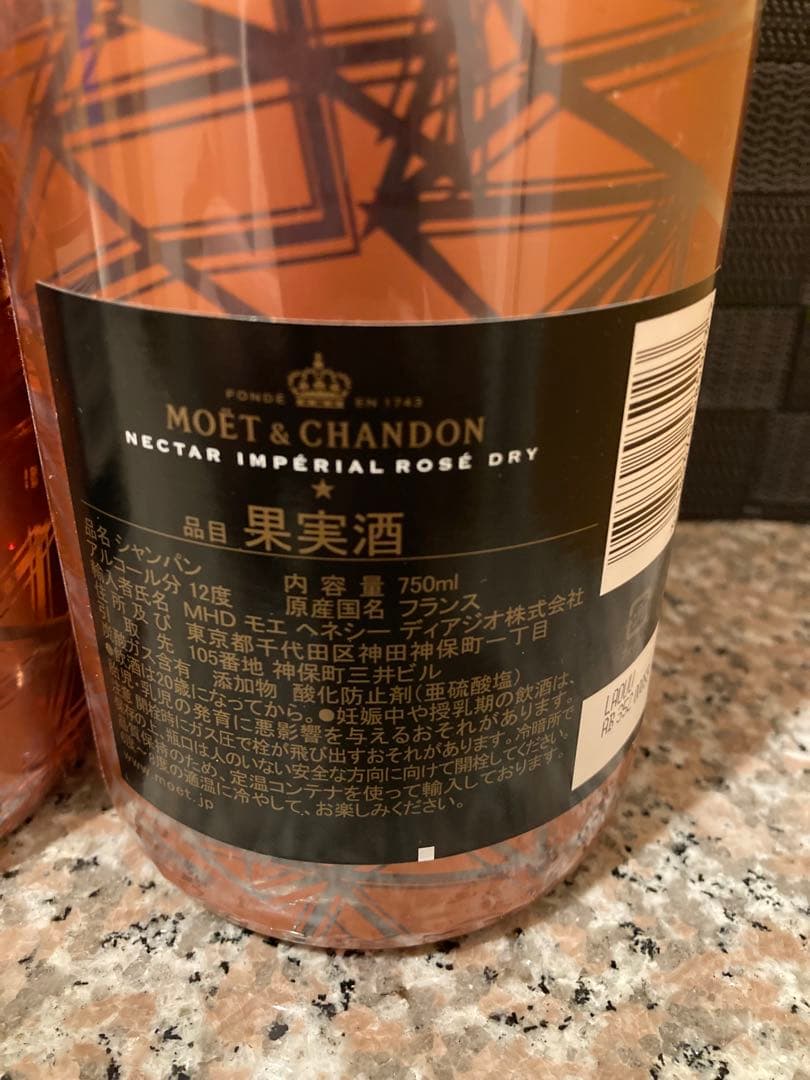 FONDÉ EN 1743
MOËT & CHANDON
NECTAR IMPÉRIAL ROSÉ DRY
品目 果実酒
品名 シャンパン
アルコール分 12度 内容量 750ml
輸入者氏名 原産国名 フランス
住所及び MHD モエ ヘネシー ディアジオ株式会社
引取先 東京都千代田区神田神保町一丁目
105番地 神保町三井ビル
炭酸ガス含有 添加物 酸化防止剤(亜硫酸塩)
●飲酒は20歳になってから。●妊娠中や授乳期の飲酒は、
胎児・乳児の発育に悪影響を与えるおそれがあります。
開栓時にガス圧で栓が飛び出すおそれがあります。冷暗所で
の上、瓶口は人のいない安全な方向に向けて開栓してください。
品質保持のため、定温コンテナを使って輸入しております。
度の適温に冷やして、お楽しみください。
www.moet.jp